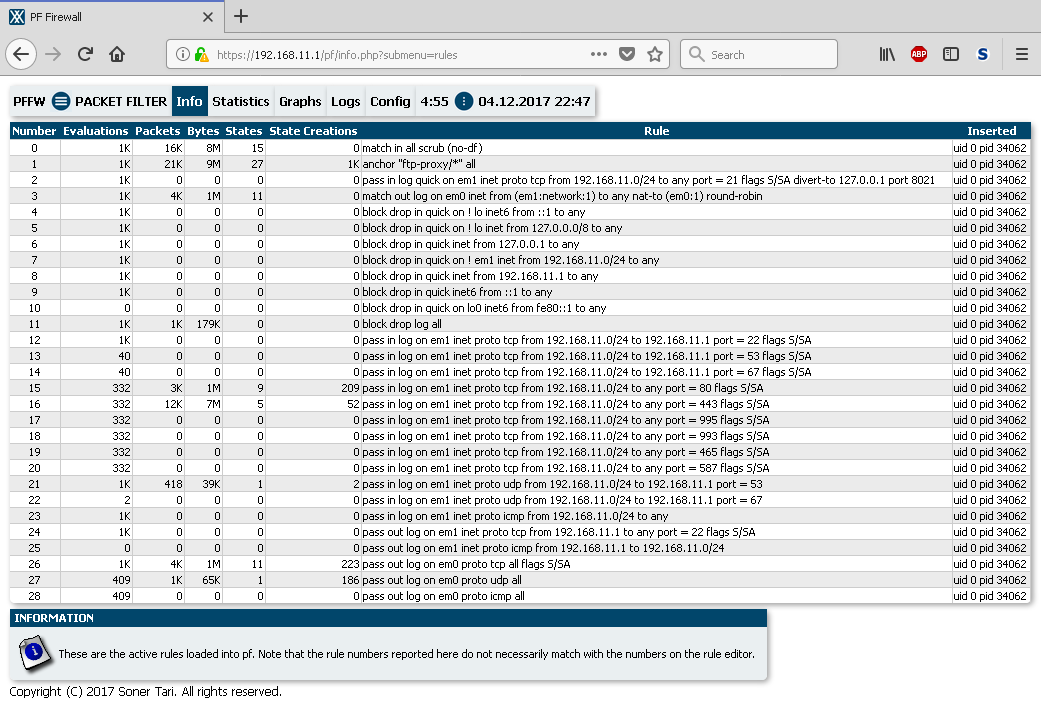 PF Firewall
https://192.168.11.1/pf/info.php?submenu=rules
Search
ABP
S
PFFW PACKET FILTER Info Statistics Graphs Logs Config 4:55 04.12.2017 22:47
Number Evaluations Packets Bytes States State Creations Rule Inserted
0 1K 16K 8M 15 0 match in all scrub (no-df) uid 0 pid 34062
1 1K 21K 9M 27 1K anchor "ftp-proxy/*" all uid 0 pid 34062
2 1K 0 0 0 0 pass in log quick on em1 inet proto tcp from 192.168.11.0/24 to any port = 21 flags S/SA divert-to 127.0.0.1 port 8021 uid 0 pid 34062
3 1K 4K 1M 11 0 match out log on em0 inet from (em1:network:1) to any nat-to (em0:1) round-robin uid 0 pid 34062
4 1K 0 0 0 0 block drop in quick on ! lo inet6 from ::1 to any uid 0 pid 34062
5 1K 0 0 0 0 block drop in quick on ! lo inet from 127.0.0.0/8 to any uid 0 pid 34062
6 1K 0 0 0 0 block drop in quick inet from 127.0.0.1 to any uid 0 pid 34062
7 1K 0 0 0 0 block drop in quick on ! em1 inet from 192.168.11.0/24 to any uid 0 pid 34062
8 1K 0 0 0 0 block drop in quick inet from 192.168.11.1 to any uid 0 pid 34062
9 1K 0 0 0 0 block drop in quick inet6 from ::1 to any uid 0 pid 34062
10 0 0 0 0 0 block drop in quick on lo0 inet6 from fe80::1 to any uid 0 pid 34062
11 1K 1K 179K 0 0 block drop log all uid 0 pid 34062
12 1K 0 0 0 0 pass in log on em1 inet proto tcp from 192.168.11.0/24 to 192.168.11.1 port = 22 flags S/SA uid 0 pid 34062
13 40 0 0 0 0 pass in log on em1 inet proto tcp from 192.168.11.0/24 to 192.168.11.1 port = 53 flags S/SA uid 0 pid 34062
14 40 0 0 0 0 pass in log on em1 inet proto tcp from 192.168.11.0/24 to 192.168.11.1 port = 67 flags S/SA uid 0 pid 34062
15 332 3K 1M 9 209 pass in log on em1 inet proto tcp from 192.168.11.0/24 to any port = 80 flags S/SA uid 0 pid 34062
16 332 12K 7M 5 52 pass in log on em1 inet proto tcp from 192.168.11.0/24 to any port = 443 flags S/SA uid 0 pid 34062
17 332 0 0 0 0 pass in log on em1 inet proto tcp from 192.168.11.0/24 to any port = 995 flags S/SA uid 0 pid 34062
18 332 0 0 0 0 pass in log on em1 inet proto tcp from 192.168.11.0/24 to any port = 993 flags S/SA uid 0 pid 34062
19 332 0 0 0 0 pass in log on em1 inet proto tcp from 192.168.11.0/24 to any port = 465 flags S/SA uid 0 pid 34062
20 332 0 0 0 0 pass in log on em1 inet proto tcp from 192.168.11.0/24 to any port = 587 flags S/SA uid 0 pid 34062
21 1K 418 39K 1 2 pass in log on em1 inet proto udp from 192.168.11.0/24 to 192.168.11.1 port = 53 uid 0 pid 34062
22 2 0 0 0 0 pass in log on em1 inet proto udp from 192.168.11.0/24 to 192.168.11.1 port = 67 uid 0 pid 34062
23 1K 0 0 0 0 pass in log on em1 inet proto icmp from 192.168.11.0/24 to any uid 0 pid 34062
24 1K 0 0 0 0 pass out log on em1 inet proto tcp from 192.168.11.1 to any port = 22 flags S/SA uid 0 pid 34062
25 0 0 0 0 0 pass out log on em1 inet proto icmp from 192.168.11.1 to 192.168.11.0/24 uid 0 pid 34062
26 1K 4K 1M 11 223 pass out log on em0 proto tcp all flags S/SA uid 0 pid 34062
27 409 1K 65K 1 186 pass out log on em0 proto udp all uid 0 pid 34062
28 409 0 0 0 0 pass out log on em0 proto icmp all uid 0 pid 34062
INFORMATION
These are the active rules loaded into pf. Note that the rule numbers reported here do not necessarily match with the numbers on the rule editor.
Copyright (C) 2017 Soner Tari. All rights reserved.